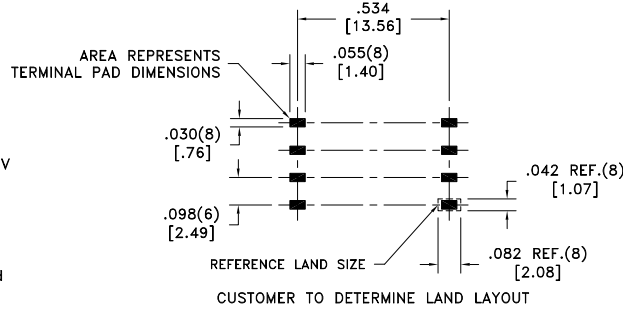 .534
[13.56]
AREA REPRESENTS
TERMINAL PAD DIMENSIONS
.055(8)
[1.40]
.030(8)
[.76]
V
.042 REF.(8)
[1.07]
.098(6)
[2.49]
d
REFERENCE LAND SIZE
.082 REF.(8)
[2.08]
CUSTOMER TO DETERMINE LAND LAYOUT